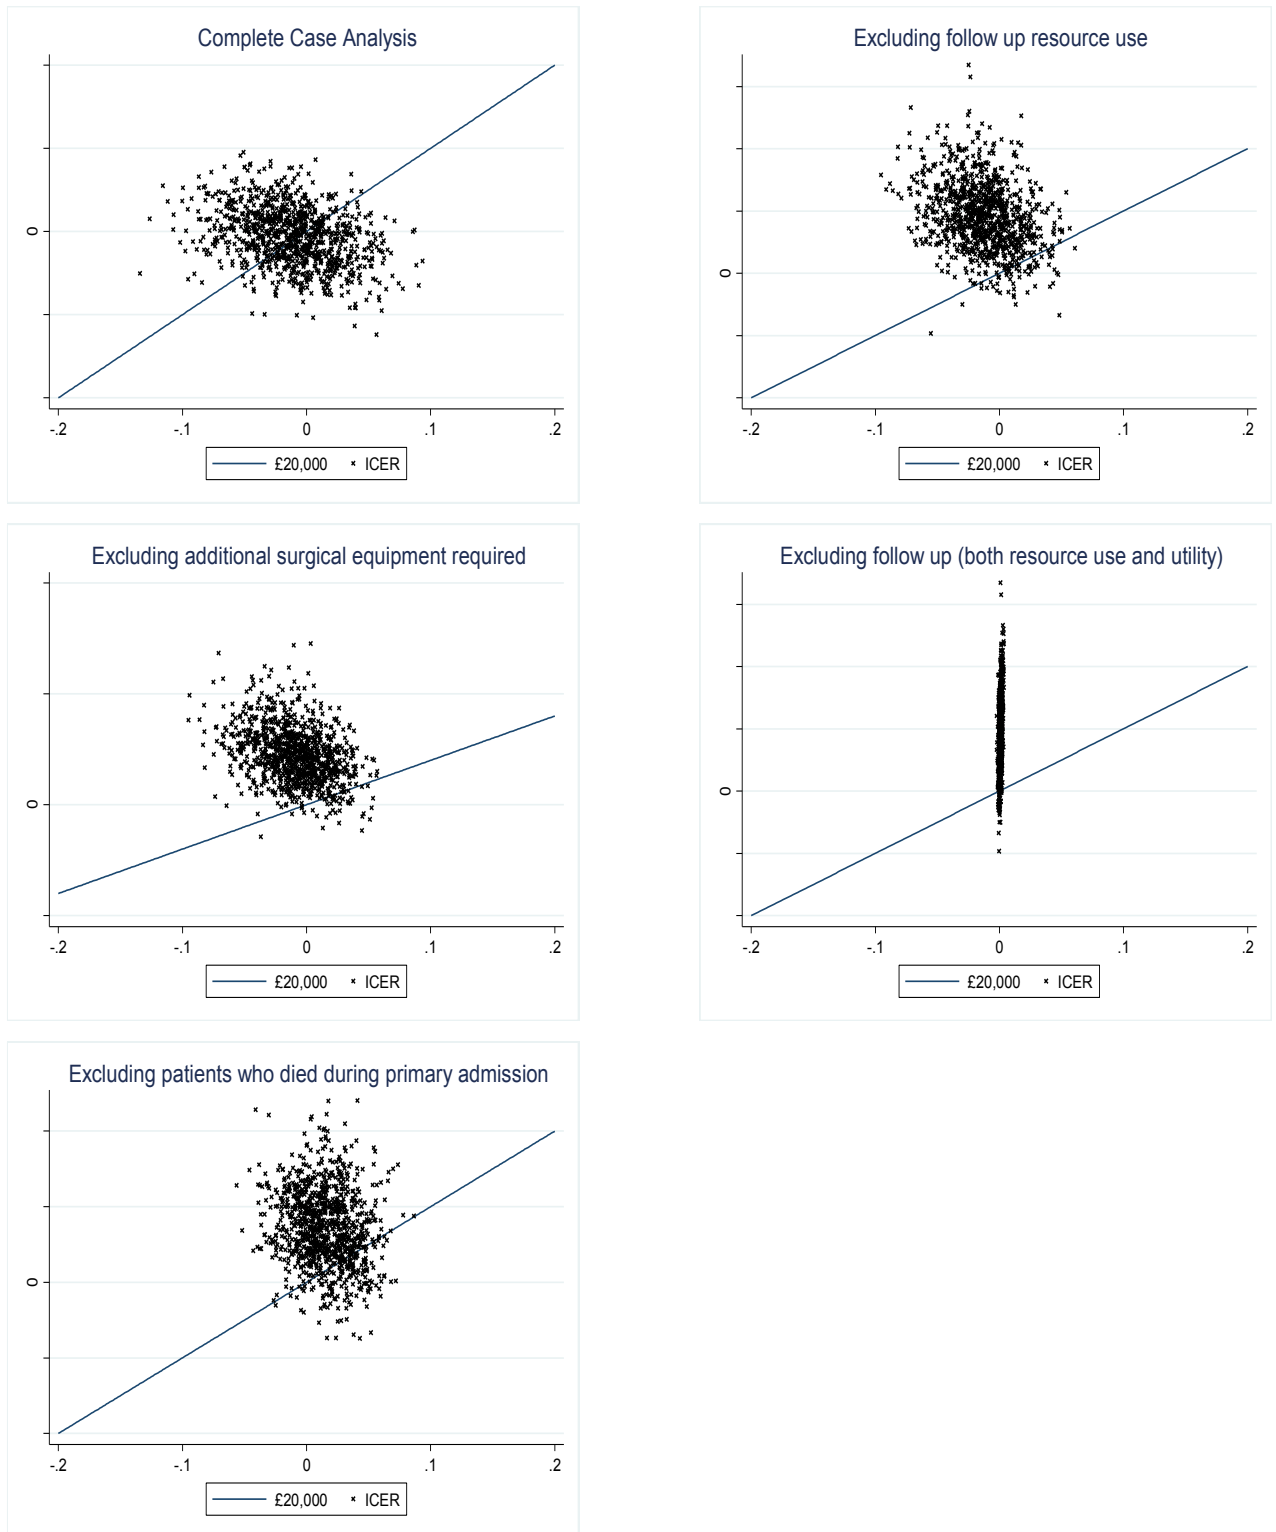 Complete Case Analysis
0
-.2 -.1 0 .1 .2
£20,000 × ICER
Excluding follow up resource use
0
-.2 -.1 0 .1 .2
£20,000 × ICER
Excluding additional surgical equipment required
0
-.2 -.1 0 .1 .2
£20,000 × ICER
Excluding follow up (both resource use and utility)
0
-.2 -.1 0 .1 .2
£20,000 × ICER
Excluding patients who died during primary admission
0
-.2 -.1 0 .1 .2
£20,000 × ICER